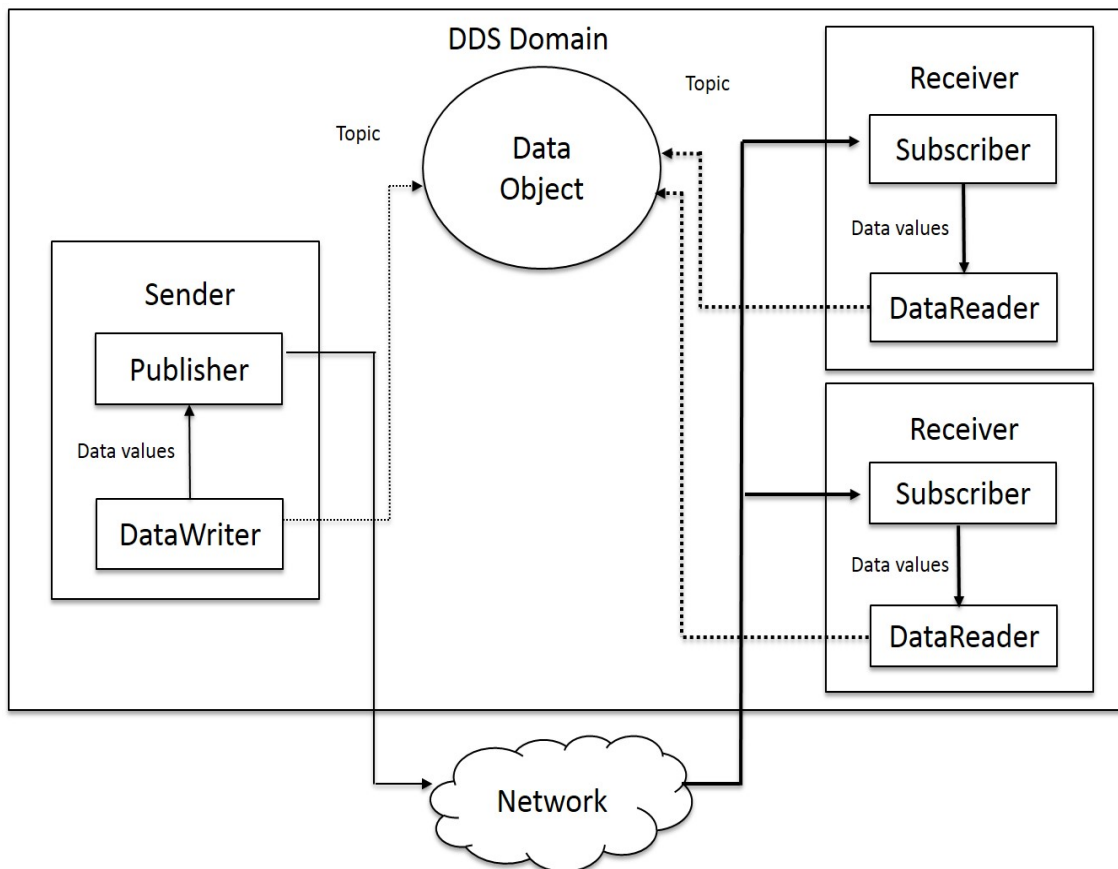 DDS Domain
Topic
Data
Object
Topic
Sender
Publisher
Data values
DataWriter
Receiver
Subscriber
Data values
DataReader
Receiver
Subscriber
Data values
DataReader
Network